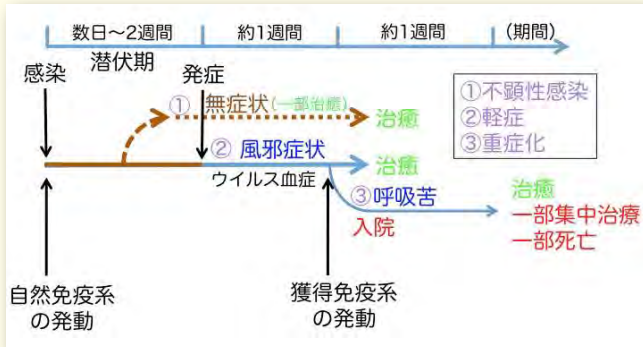 数日〜2週間 約1週間 約1週間 (期間)
感染 潜伏期 発症
① 無症状(一部治癒) 治癒
①不顕性感染
②軽症
③重症化
② 風邪症状 治癒
ウイルス血症
③呼吸苦
入院
治癒
一部集中治療
一部死亡
自然免疫系
の発動
獲得免疫系
の発動